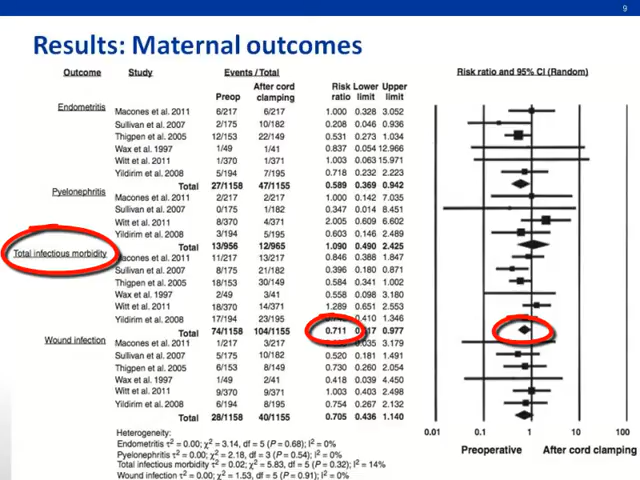 9
Results: Maternal outcomes
Outcome Study Events / Total Risk ratio and 95% CI (Random)
Preop After cord clamping Risk ratio Lower limit Upper limit
Endometritis
Macones et al. 2011 6/217 6/217 1.000 0.328 3.052
Sullivan et al. 2007 2/175 10/182 0.208 0.046 0.936
Thigpen et al. 2005 12/153 22/149 0.531 0.273 1.034
Wax et al. 1997 1/49 1/41 0.837 0.054 12.966
Witt et al. 2011 1/370 1/371 1.003 0.063 15.971
Yildirim et al. 2008 5/194 7/195 0.718 0.232 2.223
Total 27/1158 47/1155 0.589 0.369 0.942
Pyelonephritis
Macones et al. 2011 2/217 2/217 1.000 0.142 7.035
Sullivan et al. 2007 0/175 1/182 0.347 0.014 8.451
Witt et al. 2011 8/370 4/371 2.005 0.609 6.602
Yildirim et al. 2008 3/194 5/195 0.603 0.146 2.489
Total 13/956 12/965 1.090 0.490 2.425
Total infectious morbidity
Macones et al. 2011 11/217 13/217 0.846 0.388 1.847
Sullivan et al. 2007 8/175 21/182 0.396 0.180 0.871
Thigpen et al. 2005 18/153 30/149 0.584 0.341 1.002
Wax et al. 1997 2/49 3/41 0.558 0.098 3.180
Witt et al. 2011 18/370 14/371 1.289 0.651 2.553
Yildirim et al. 2008 17/194 23/195 0.410 1.346
Total 74/1158 104/1155 0.711 0.977
Wound infection
Macones et al. 2011 1/217 3/217 0.035 3.179
Sullivan et al. 2007 5/175 10/182 0.520 0.181 1.491
Thigpen et al. 2005 6/153 8/149 0.730 0.260 2.054
Wax et al. 1997 1/49 2/41 0.418 0.039 4.450
Witt et al. 2011 9/370 9/371 1.003 0.403 2.498
Yildirim et al. 2008 6/194 8/195 0.754 0.267 2.132
Total 28/1158 40/1155 0.705 0.436 1.140
0.01 0.1 1 10 100
Preoperative After cord clamping
Heterogeneity:
Endometritis τ² = 0.00; χ² = 3.14, df = 5 (P = 0.68); I² = 0%
Pyelonephritis τ² = 0.00; χ² = 2.18, df = 3 (P = 0.54); I² = 0%
Total infectious morbidity τ² = 0.02; χ² = 5.83, df = 5 (P = 0.32); I² = 14%
Wound infection τ² = 0.00; χ² = 1.53, df = 5 (P = 0.91); I² = 0%